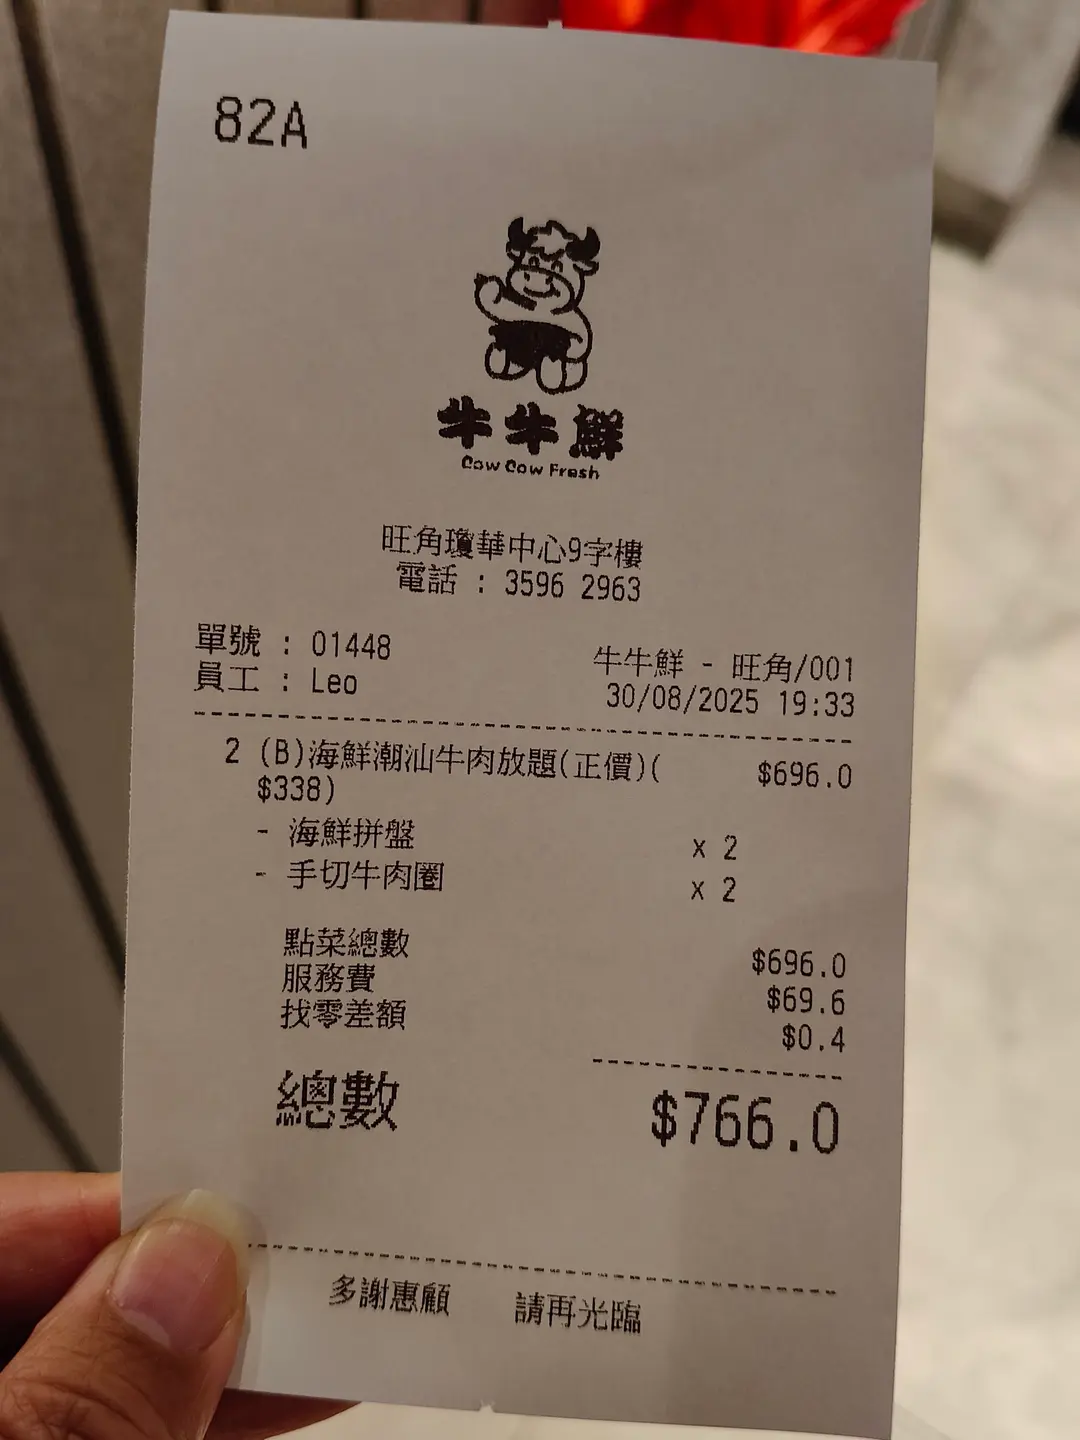 82A
牛牛鮮
Cow Cow Fresh
旺角瓊華中心9字樓
電話 : 3596 2963
單號 : 01448
員工 : Leo
牛牛鮮 - 旺角/001
30/08/2025 19:33
2 (B)海鮮潮汕牛肉放題(正價)( $696.0
$338)
- 海鮮拼盤 x 2
- 手切牛肉圈 x 2
點菜總數 $696.0
服務費 $69.6
找零差額 $0.4
總數 $766.0
多謝惠顧 請再光臨